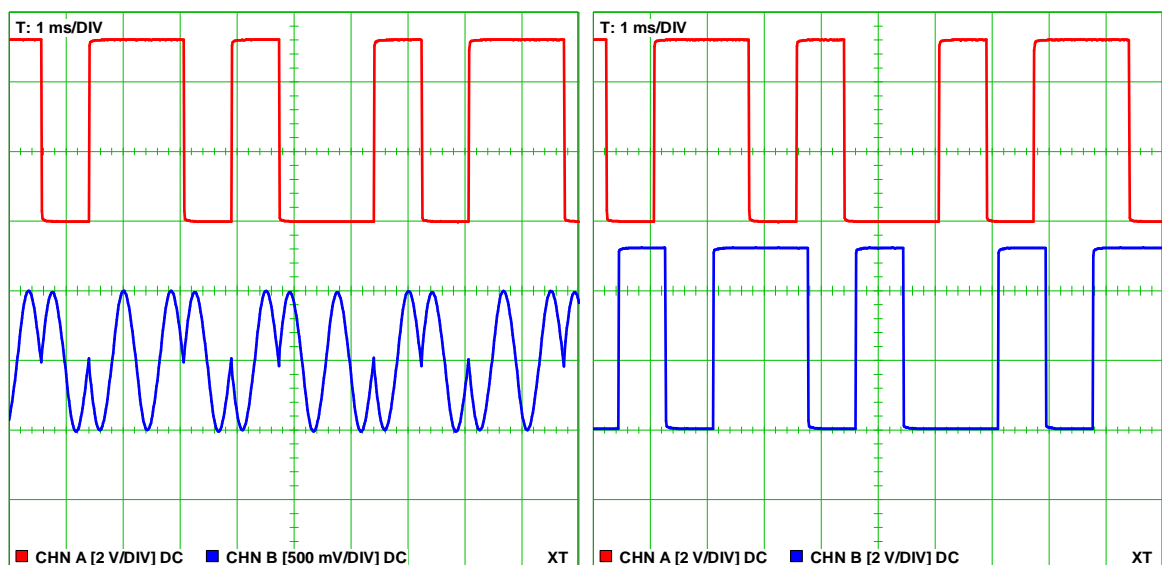 T: 1 ms/DIV
CHN A [2 V/DIV] DC CHN B [500 mV/DIV] DC XT
T: 1 ms/DIV
CHN A [2 V/DIV] DC CHN B [2 V/DIV] DC XT